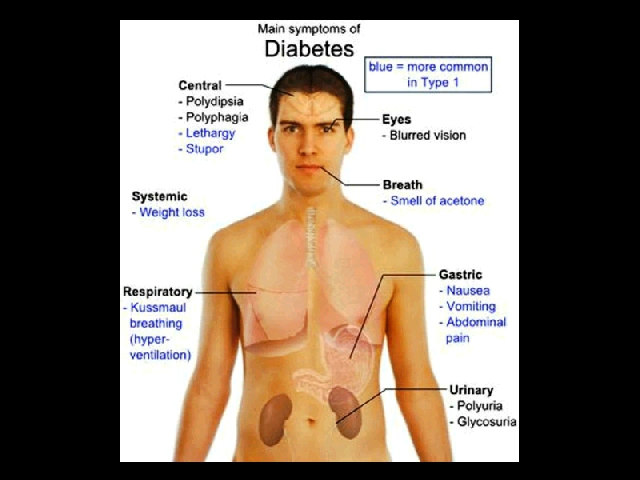 Main symptoms of
Diabetes
blue = more common
in Type 1
Central
- Polydipsia
- Polyphagia
- Lethargy
- Stupor
Eyes
- Blurred vision
Breath
- Smell of acetone
Systemic
- Weight loss
Respiratory
- Kussmaul
breathing
(hyper-
ventilation)
Gastric
- Nausea
- Vomiting
- Abdominal
pain
Urinary
- Polyuria
- Glycosuria